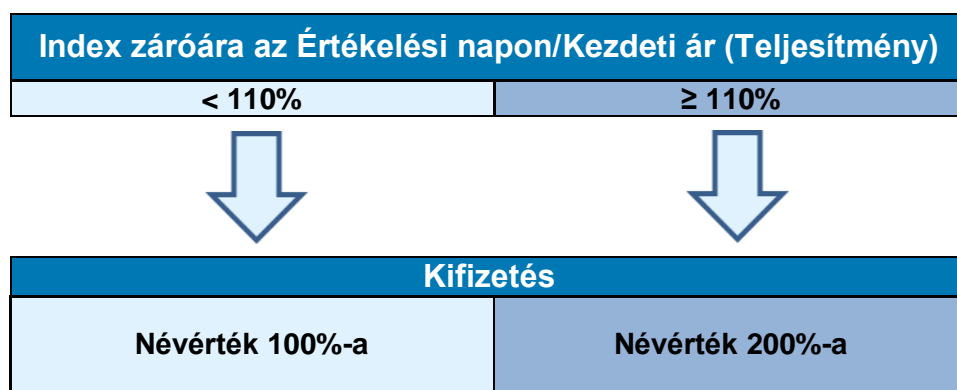 Index záróára az Értékelési napon/Kezdeti ár (Teljesítmény)
< 110%
≥ 110%
Kifizetés
Névérték 100%-a
Névérték 200%-a